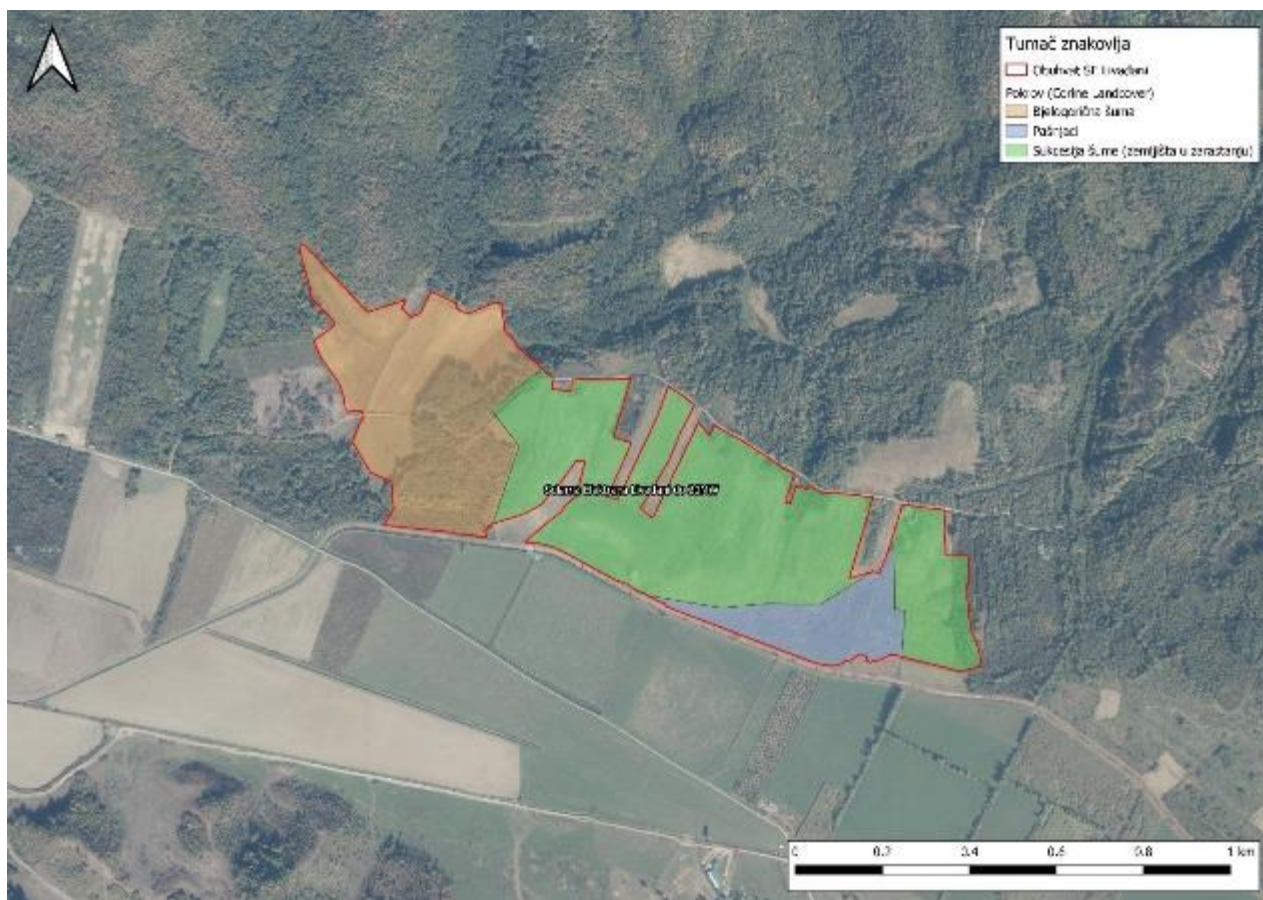 Tumač znakovlja
Obuhvat SE Livađani
Pokrov (Corine Landcover)
Bjelogorična šuma
Pašnjaci
Sukcesija šume (zemljišta u zarastanju)
Livađani
0 0.2 0.4 0.6 0.8 1 km